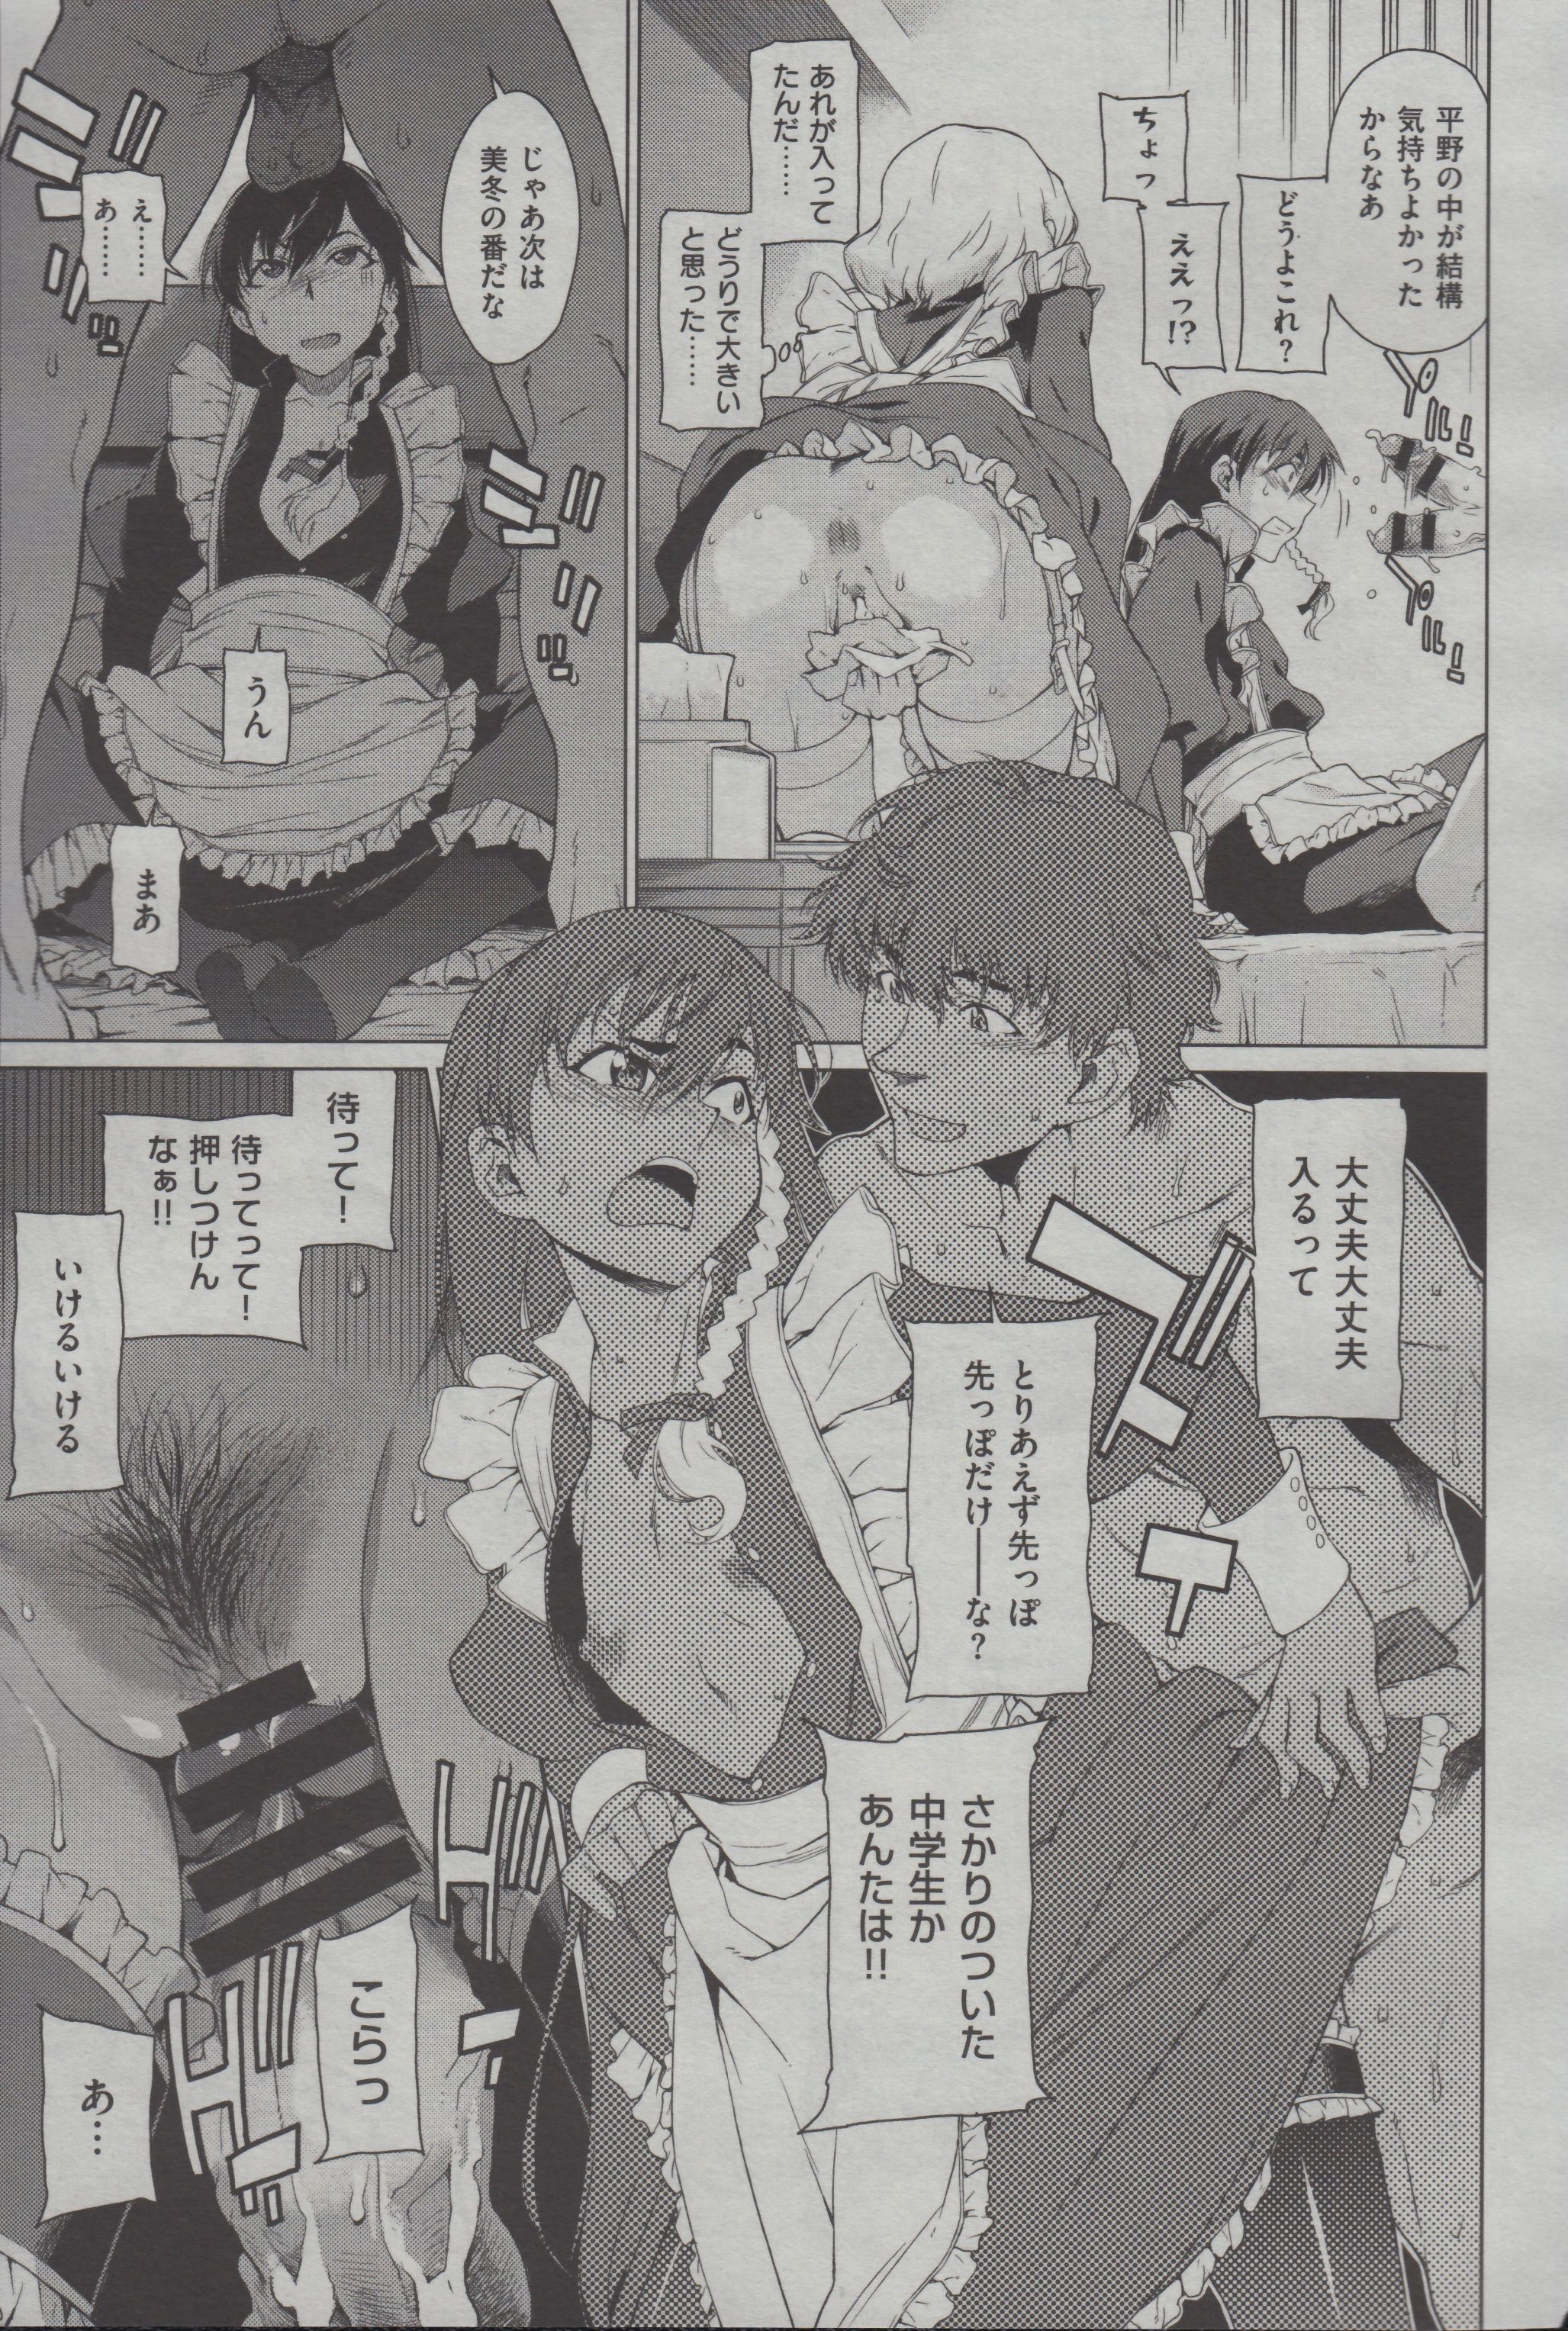 平野の中が結構
気持ちよかった
からなあ
どうよこれ？
ちょっ
ええっ!?
あれが入って
たんだ……
どうりで大きい
と思った……
じゃあ次は
美冬の番だな
え……
あ……
うん
まあ
大丈夫大丈夫
入るって
とりあえず先っぽ
先っぽだけ――な？
さかりのついた
中学生か
あんたは!!
待って！
待ってって！
押しつけん
なぁ!!
いけるいける
こらっ
あ…